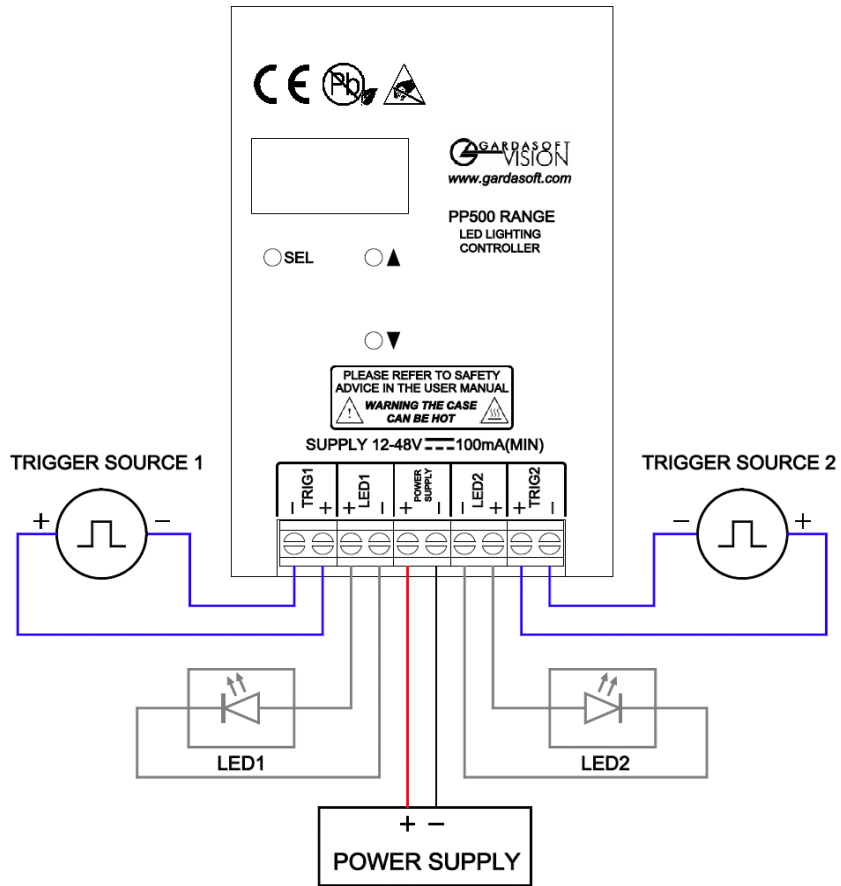 CE Pb
GARDASOFT
VISION
www.gardasoft.com
PP500 RANGE
LED LIGHTING
CONTROLLER
SEL ▲
▼
PLEASE REFER TO SAFETY
ADVICE IN THE USER MANUAL
WARNING THE CASE
CAN BE HOT
SUPPLY 12-48V 100mA(MIN)
TRIGGER SOURCE 1
TRIGGER SOURCE 2
TRIG1
LED1
POWER
SUPPLY
LED2
TRIG2
− + + − + − − + + −
+ −
− +
LED1
LED2
+ −
POWER SUPPLY